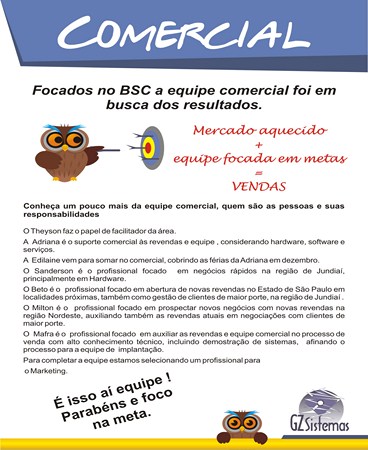 COMERCIAL
Focados no BSC a equipe comercial foi em
busca dos resultados.
Mercado aquecido
+
equipe focada em metas
=
VENDAS
Conheça um pouco mais da equipe comercial, quem são as pessoas e suas
responsabilidades
O Theyson faz o papel de facilitador da área.
A Adriana é o suporte comercial às revendas e equipe , considerando hardware, software e
serviços.
A Edilaine vem para somar no comercial, cobrindo as férias da Adriana em dezembro.
O Sanderson é o profissional focado em negócios rápidos na região de Jundiaí,
principalmente em Hardware.
O Beto é o profissional focado em abertura de novas revendas no Estado de São Paulo em
localidades próximas, também como gestão de clientes de maior porte, na região de Jundiaí .
O Milton é o profissional focado em prospectar novos negócios com novas revendas na
região Nordeste, auxiliando também as revendas atuais em negociações com clientes de
maior porte.
O Mafra é o profissional em auxiliar as revendas e equipe comercial no processo de
venda com alto conhecimento técnico, incluindo demostração de sistemas, afinando o
processo para a equipe de implantação.
Para completar a equipe estamos selecionando um profissional para
o Marketing.
É isso aí equipe !
Parabéns e foco
na meta.
GZSistemas